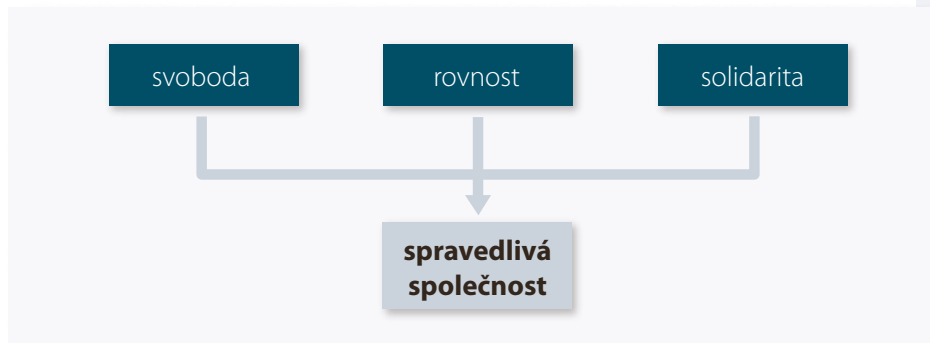 svoboda
rovnost
solidarita
spravedlivá
společnost